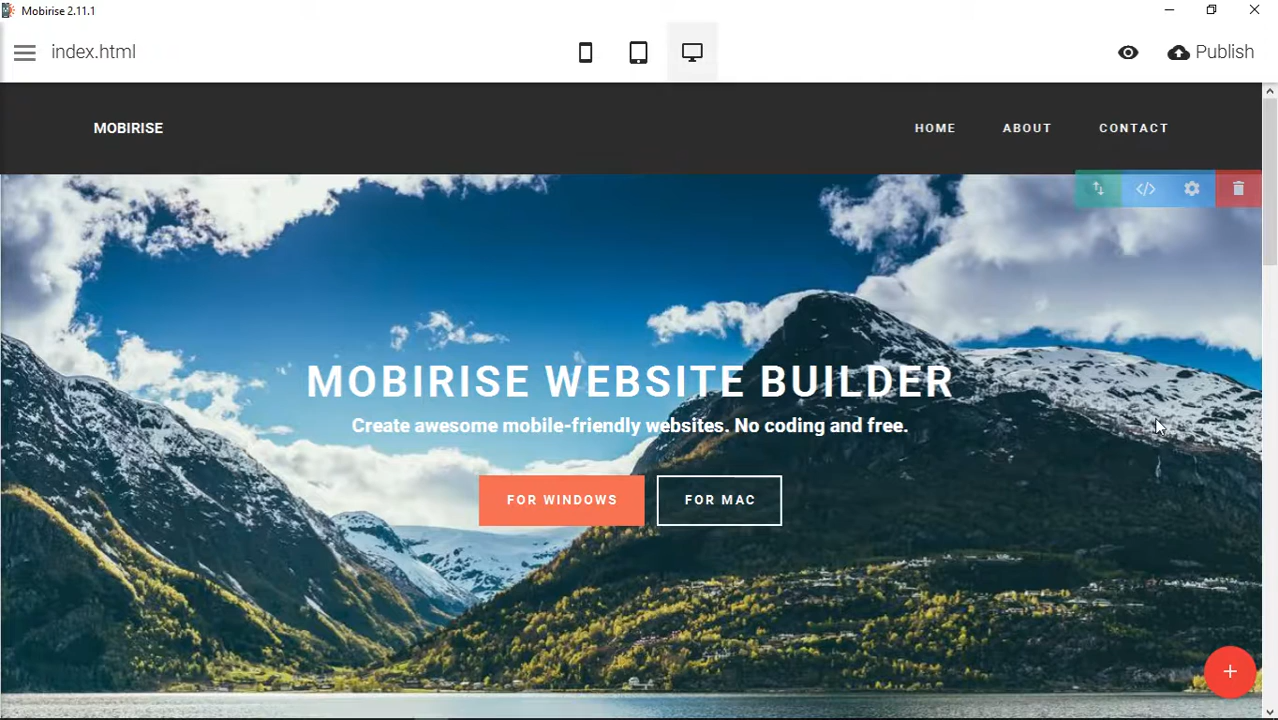 Mobirise 2.11.1
index.html
Publish
MOBIRISE
HOME ABOUT CONTACT
MOBIRISE WEBSITE BUILDER
Create awesome mobile-friendly websites. No coding and free.
FOR WINDOWS FOR MAC